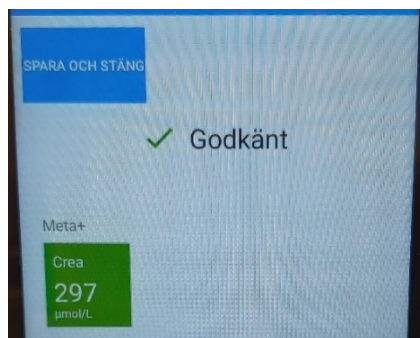 SPARA OCH STÄNG
Godkänt
Meta+
Crea
297
µmol/L